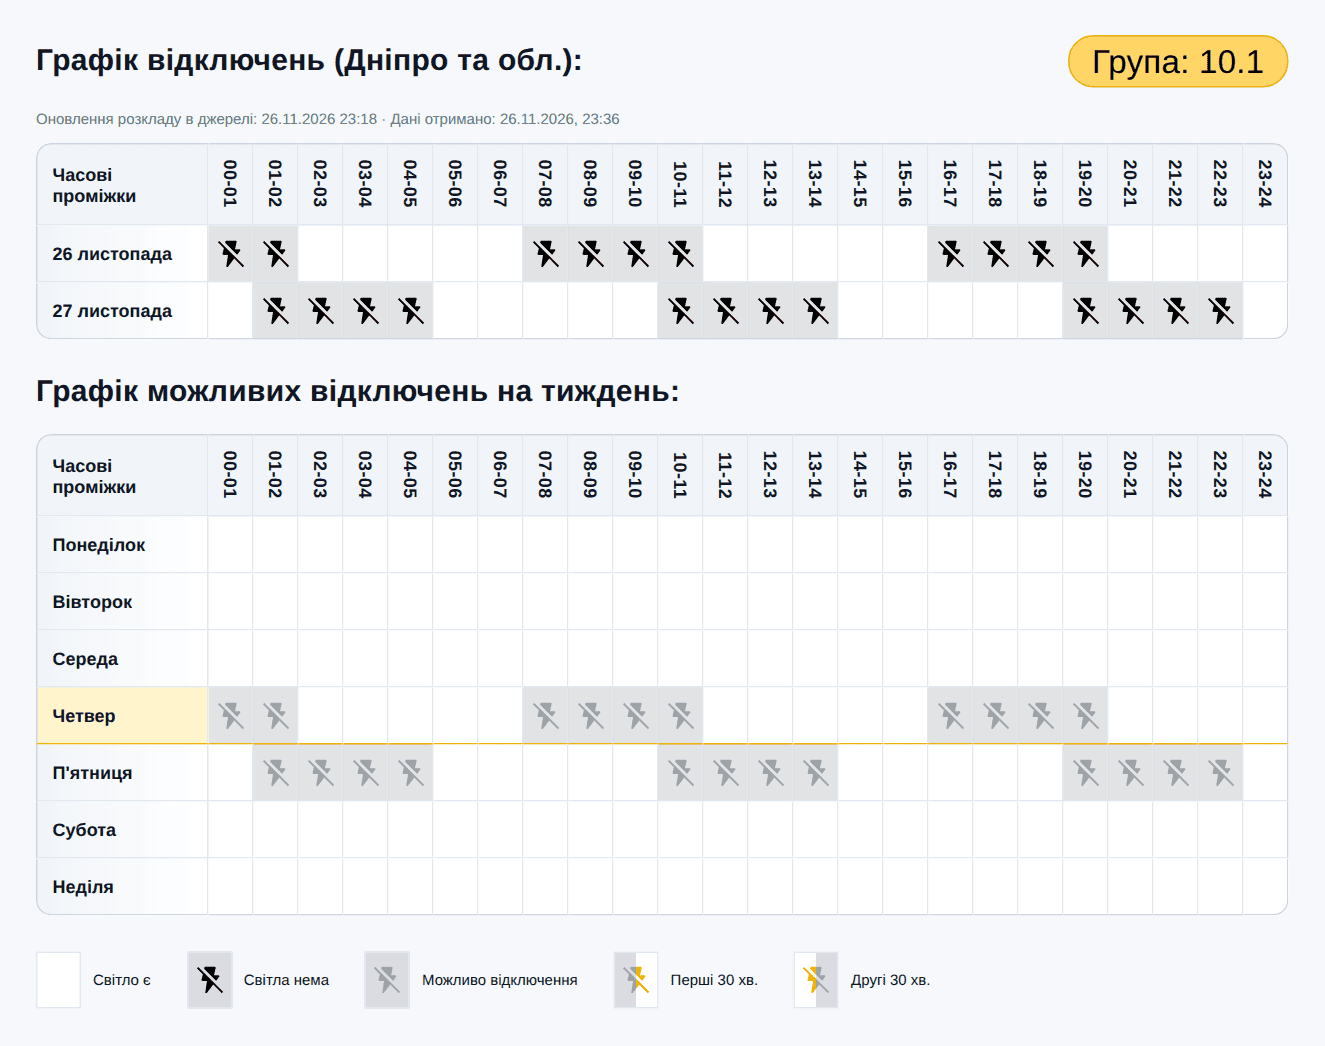 Графік відключень (Дніпро та обл.):
Група: 10.1
Оновлення розкладу в джерелі: 26.11.2026 23:18 · Дані отримано: 26.11.2026, 23:36
Часові проміжки 00-01 01-02 02-03 03-04 04-05 05-06 06-07 07-08 08-09 09-10 10-11 11-12 12-13 13-14 14-15 15-16 16-17 17-18 18-19 19-20 20-21 21-22 22-23 23-24
26 листопада
27 листопада
Графік можливих відключень на тиждень:
Часові проміжки 00-01 01-02 02-03 03-04 04-05 05-06 06-07 07-08 08-09 09-10 10-11 11-12 12-13 13-14 14-15 15-16 16-17 17-18 18-19 19-20 20-21 21-22 22-23 23-24
Понеділок
Вівторок
Середа
Четвер
П'ятниця
Субота
Неділя
Світло є Світла нема Можливо відключення Перші 30 хв. Другі 30 хв.